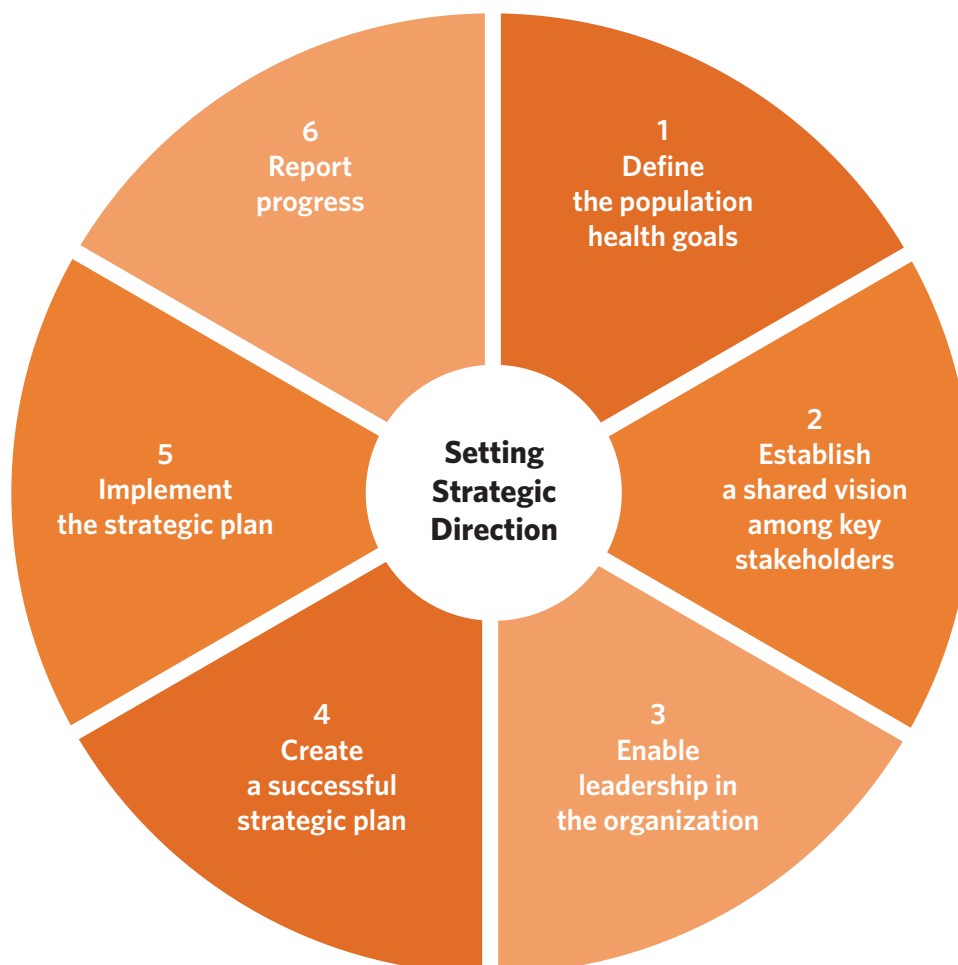 Setting
Strategic
Direction
1
Define
the population
health goals
2
Establish
a shared vision
among key
stakeholders
3
Enable
leadership in
the organization
4
Create
a successful
strategic plan
5
Implement
the strategic plan
6
Report
progress